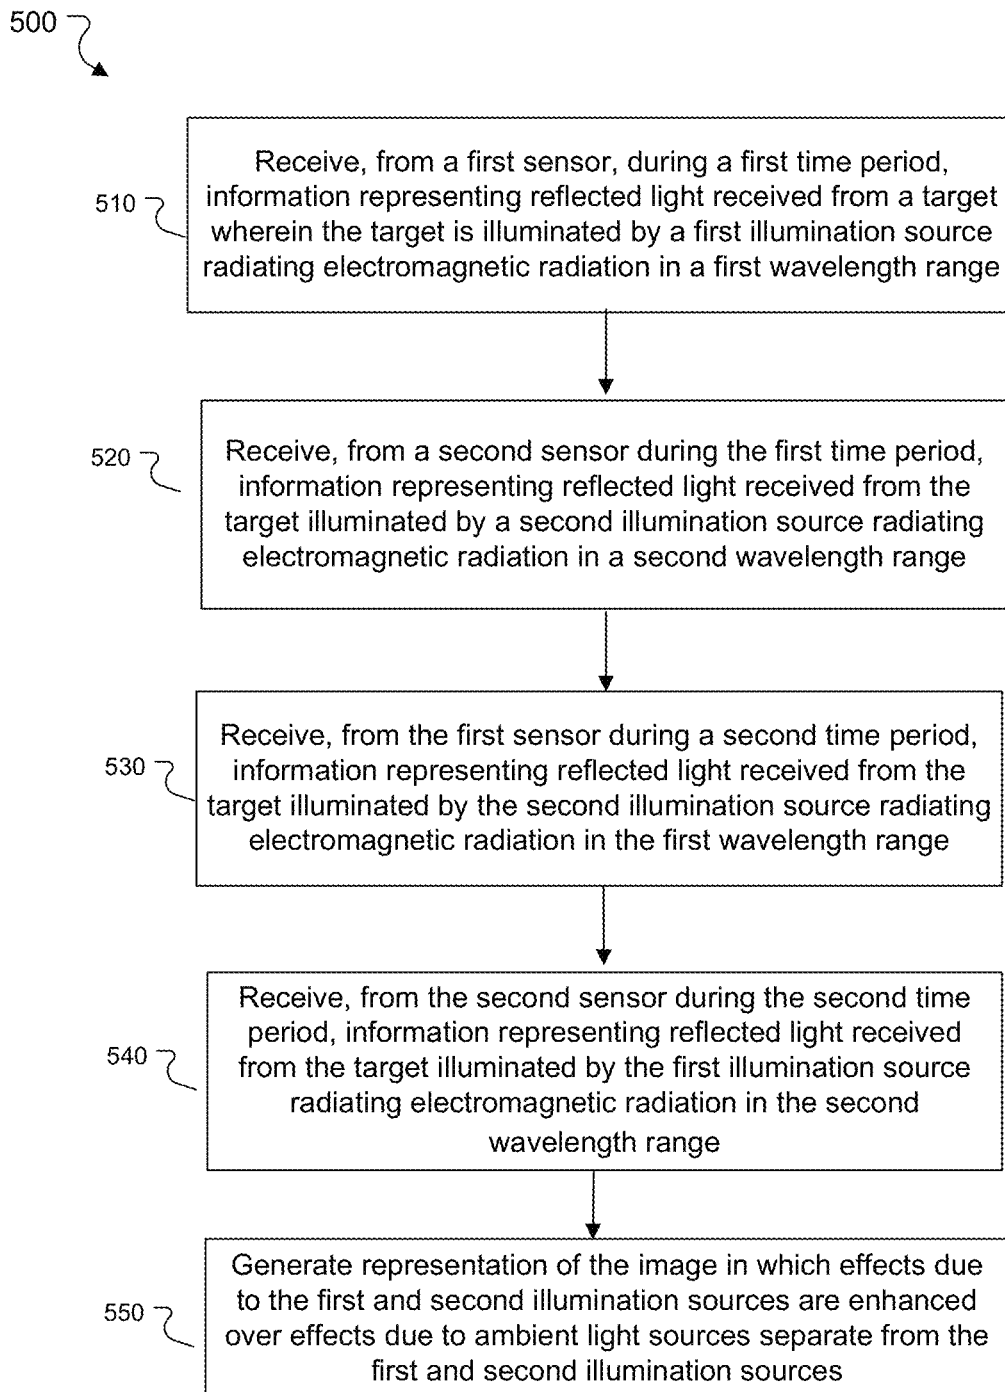 500
510
Receive, from a first sensor, during a first time period,
information representing reflected light received from a target
wherein the target is illuminated by a first illumination source
radiating electromagnetic radiation in a first wavelength range
520
Receive, from a second sensor during the first time period,
information representing reflected light received from the
target illuminated by a second illumination source radiating
electromagnetic radiation in a second wavelength range
530
Receive, from the first sensor during a second time period,
information representing reflected light received from the
target illuminated by the second illumination source radiating
electromagnetic radiation in the first wavelength range
540
Receive, from the second sensor during the second time
period, information representing reflected light received
from the target illuminated by the first illumination source
radiating electromagnetic radiation in the second
wavelength range
550
Generate representation of the image in which effects due
to the first and second illumination sources are enhanced
over effects due to ambient light sources separate from the
first and second illumination sources